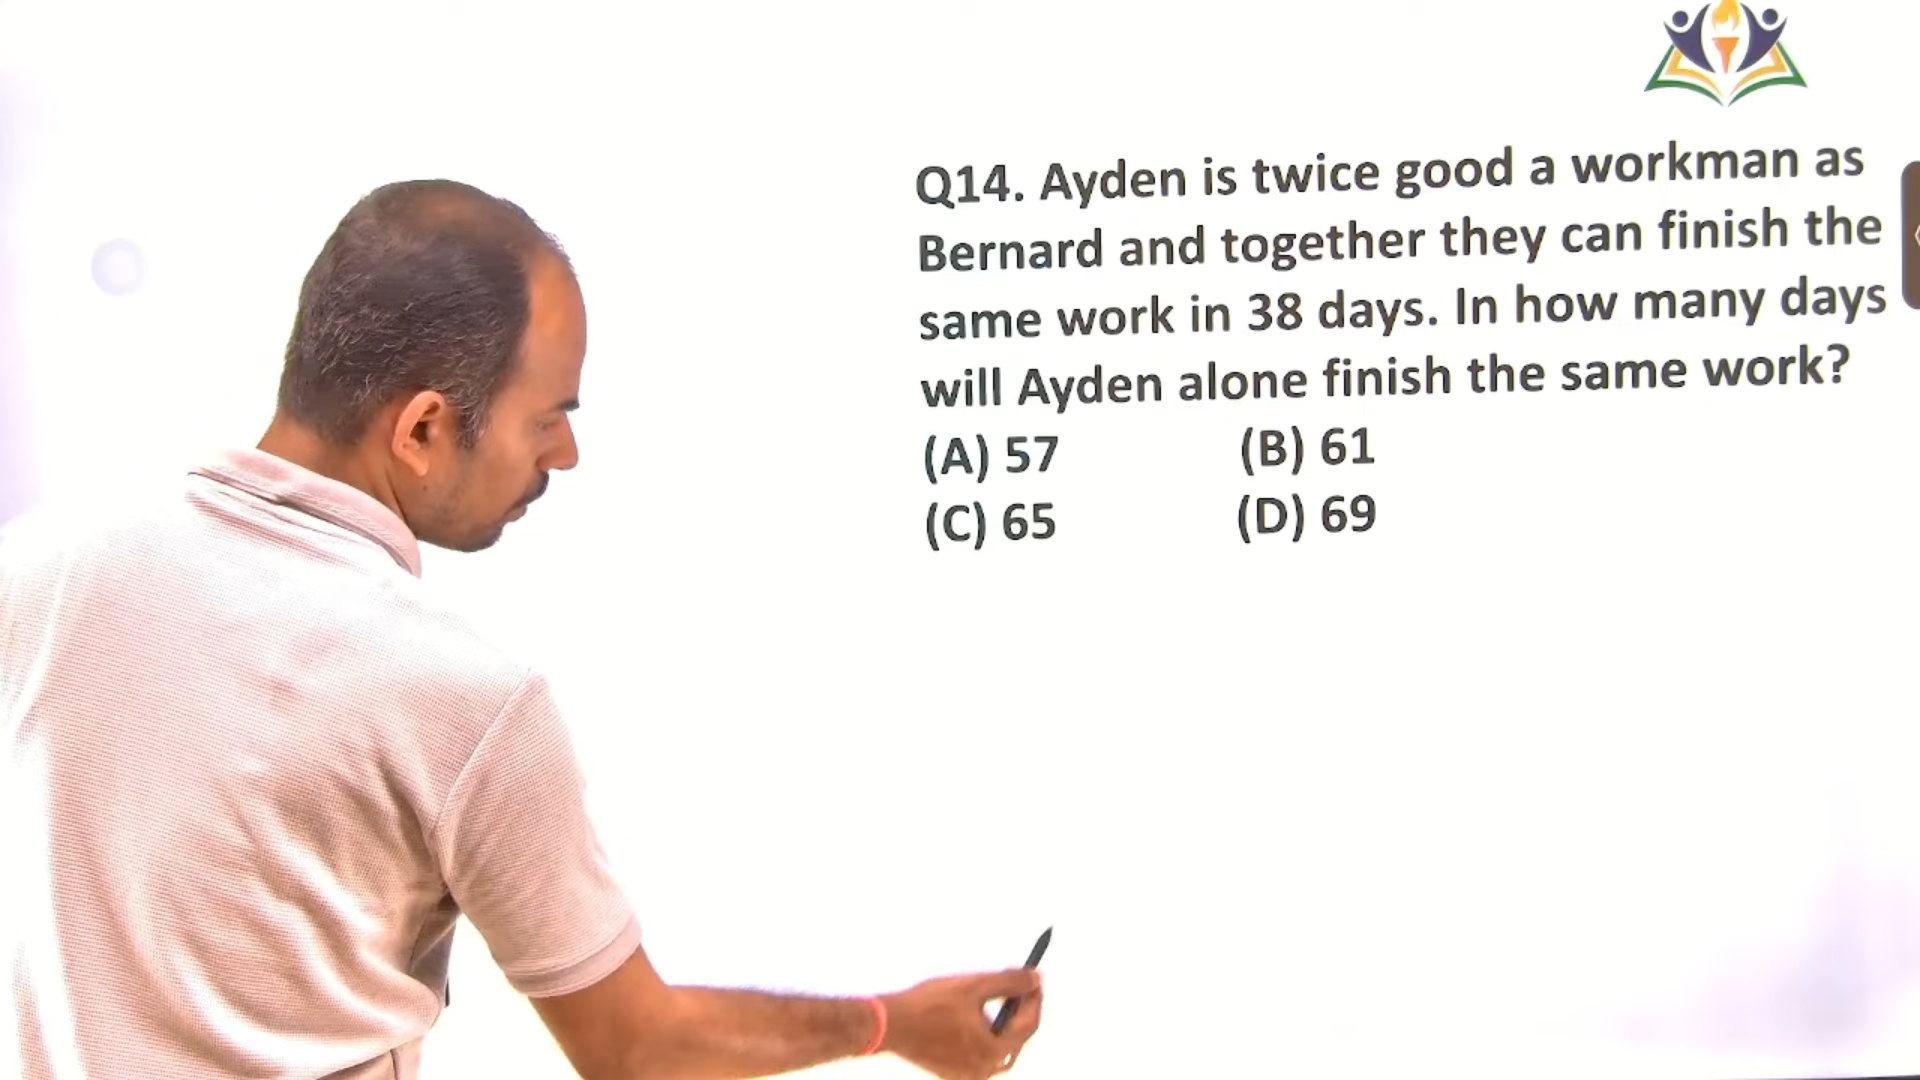 Q14. Ayden is twice good a workman as
Bernard and together they can finish the
same work in 38 days. In how many days
will Ayden alone finish the same work?
(A) 57 (B) 61
(C) 65 (D) 69